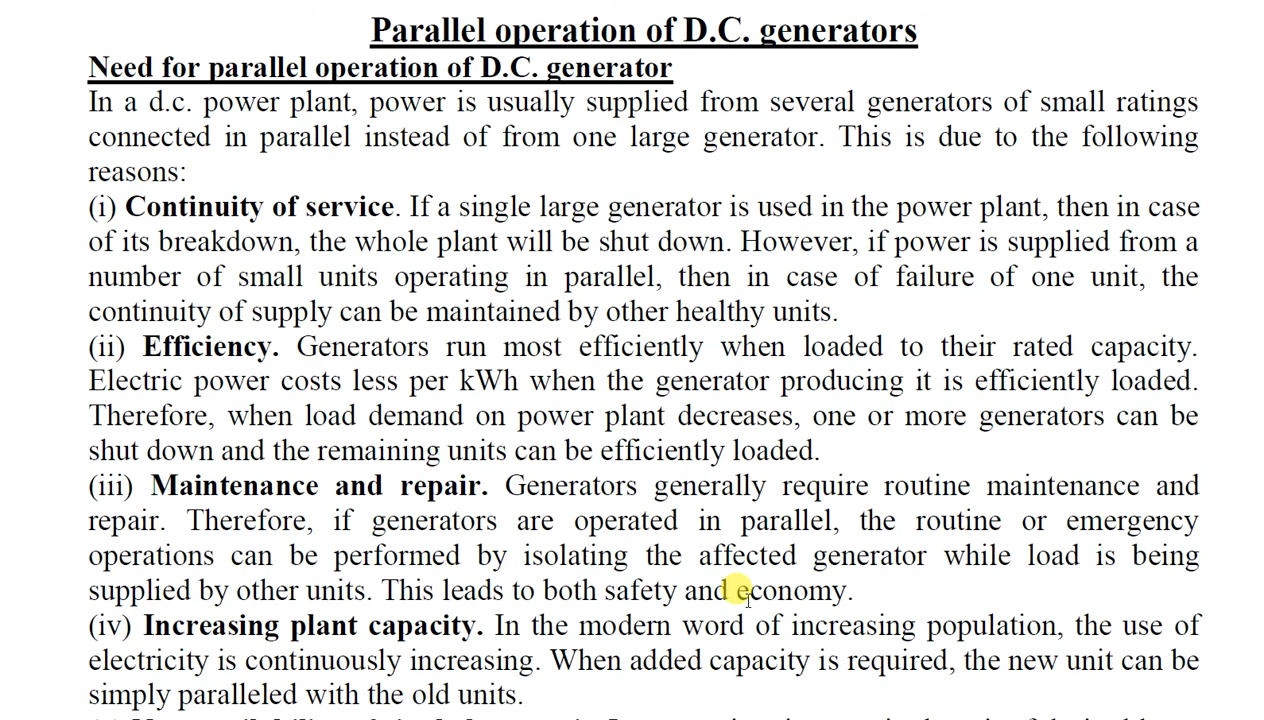 Parallel operation of D.C. generators
Need for parallel operation of D.C. generator
In a d.c. power plant, power is usually supplied from several generators of small ratings
connected in parallel instead of from one large generator. This is due to the following
reasons:
(i) Continuity of service. If a single large generator is used in the power plant, then in case
of its breakdown, the whole plant will be shut down. However, if power is supplied from a
number of small units operating in parallel, then in case of failure of one unit, the
continuity of supply can be maintained by other healthy units.
(ii) Efficiency. Generators run most efficiently when loaded to their rated capacity.
Electric power costs less per kWh when the generator producing it is efficiently loaded.
Therefore, when load demand on power plant decreases, one or more generators can be
shut down and the remaining units can be efficiently loaded.
(iii) Maintenance and repair. Generators generally require routine maintenance and
repair. Therefore, if generators are operated in parallel, the routine or emergency
operations can be performed by isolating the affected generator while load is being
supplied by other units. This leads to both safety and economy.
(iv) Increasing plant capacity. In the modern word of increasing population, the use of
electricity is continuously increasing. When added capacity is required, the new unit can be
simply paralleled with the old units.